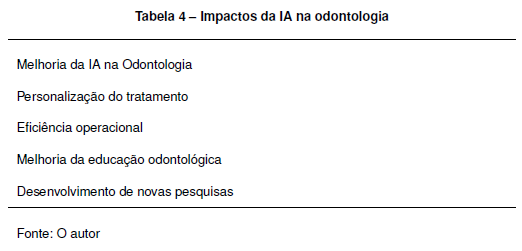 Tabela 4 – Impactos da IA na odontologia
Melhoria da IA na Odontologia
Personalização do tratamento
Eficiência operacional
Melhoria da educação odontológica
Desenvolvimento de novas pesquisas
Fonte: O autor